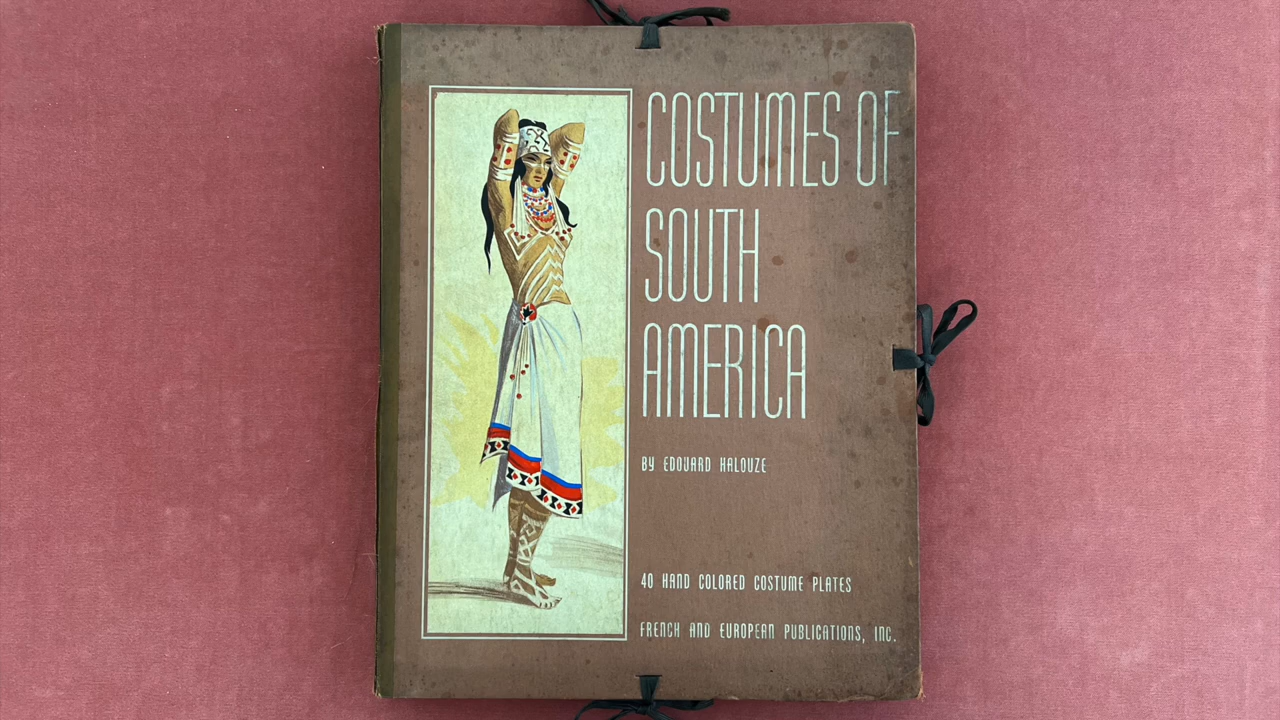 COSTUMES OF
SOUTH
AMERICA
BY EDOUARD HALOUZE
40 HAND COLORED COSTUME PLATES
FRENCH AND EUROPEAN PUBLICATIONS, INC.